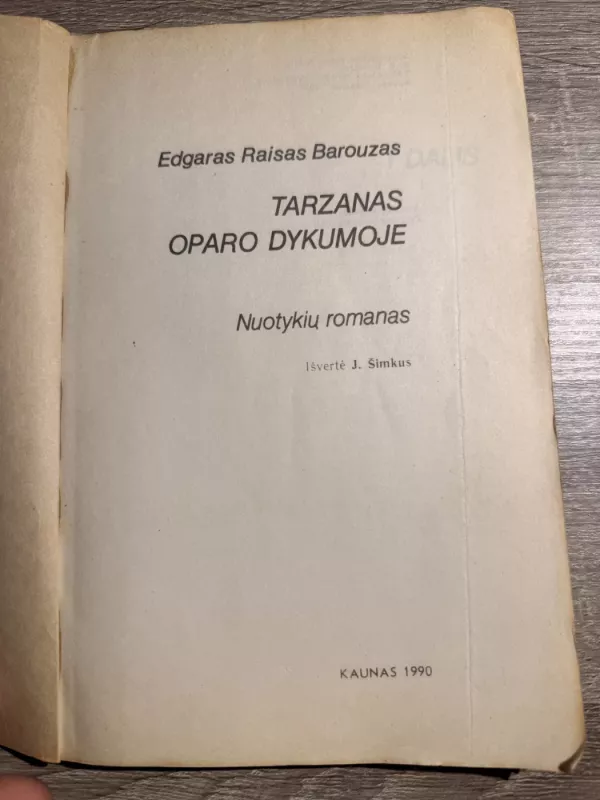 Edgaras Raisas Barouzas
TARZANAS
OPARO DYKUMOJE
Nuotykių romanas
Išvertė J. Šimkus
KAUNAS 1990